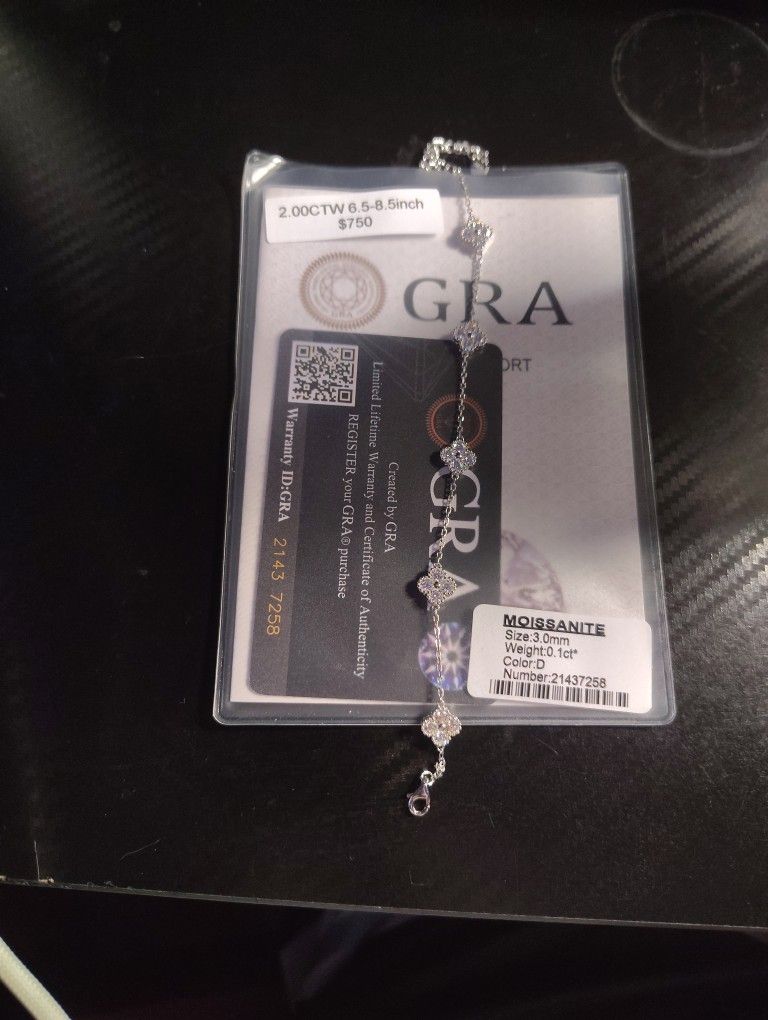 2.00CTW 6.5-8.5inch
$750
GRA
GRA
ORT
Limited Lifetime Warranty and Certificate of Authenticity
REGISTER your GRA® purchase
Created by GRA
Warranty ID:GRA 2143 7258
GRA
MOISSANITE
Size:3.0mm
Weight:0.1ct*
Color:D
Number:21437258